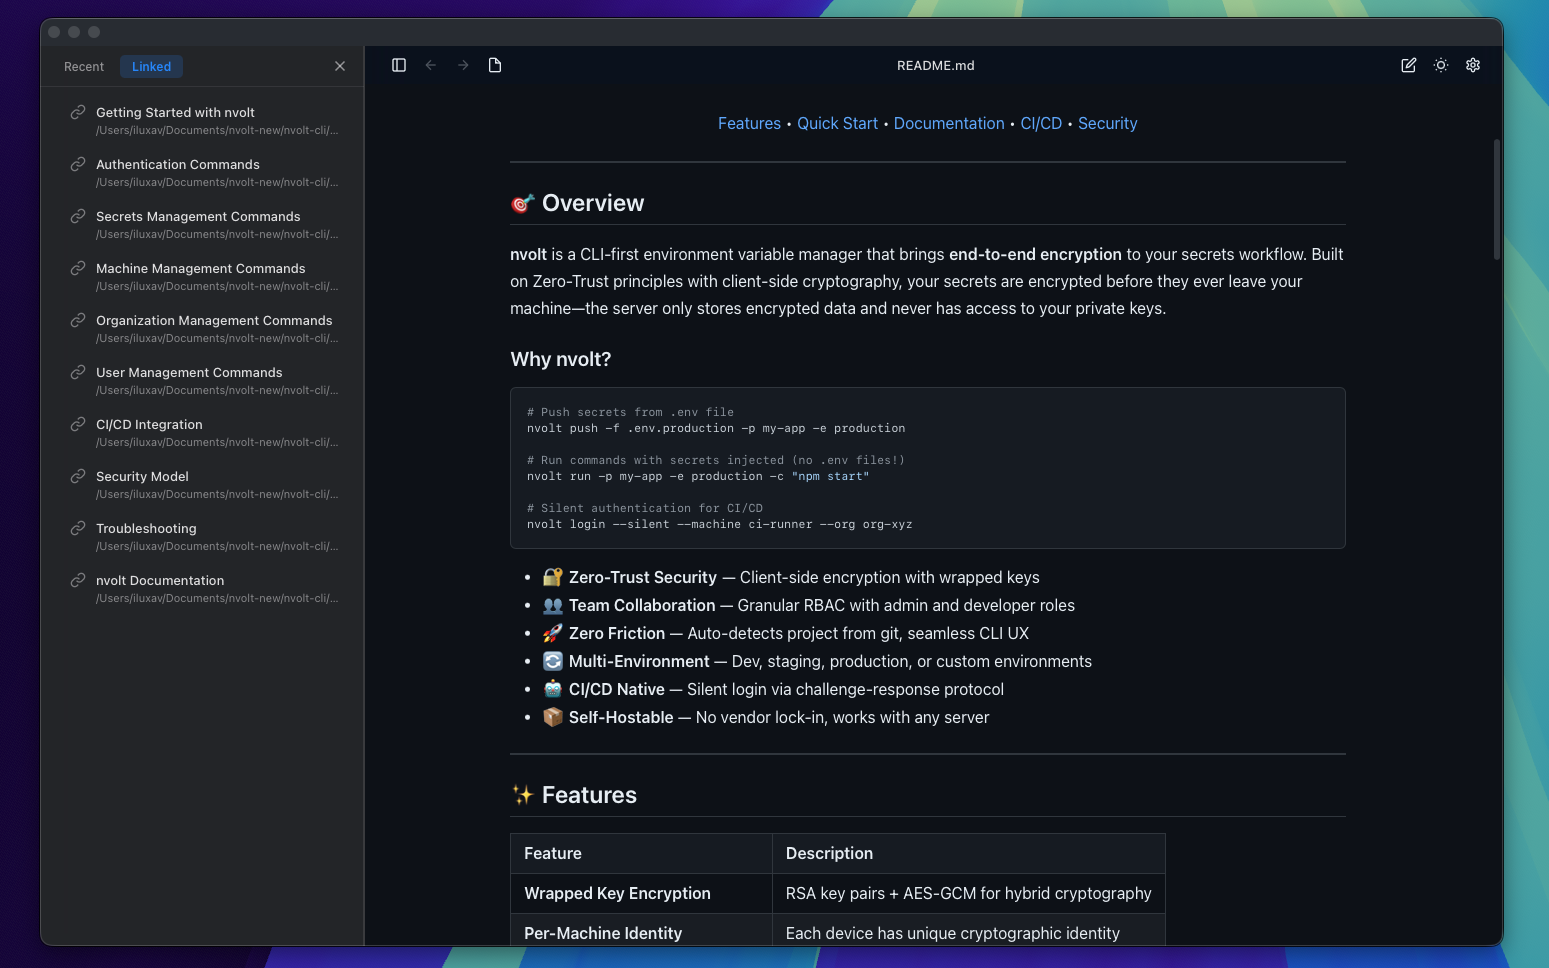 Recent
Linked
README.md
Getting Started with nvolt
/Users/iluxav/Documents/nvolt-new/nvolt-cli/...
Authentication Commands
/Users/iluxav/Documents/nvolt-new/nvolt-cli/...
Secrets Management Commands
/Users/iluxav/Documents/nvolt-new/nvolt-cli/...
Machine Management Commands
/Users/iluxav/Documents/nvolt-new/nvolt-cli/...
Organization Management Commands
/Users/iluxav/Documents/nvolt-new/nvolt-cli/...
User Management Commands
/Users/iluxav/Documents/nvolt-new/nvolt-cli/...
CI/CD Integration
/Users/iluxav/Documents/nvolt-new/nvolt-cli/...
Security Model
/Users/iluxav/Documents/nvolt-new/nvolt-cli/...
Troubleshooting
/Users/iluxav/Documents/nvolt-new/nvolt-cli/...
nvolt Documentation
/Users/iluxav/Documents/nvolt-new/nvolt-cli/...
Features • Quick Start • Documentation • CI/CD • Security
🎯 Overview
nvolt is a CLI-first environment variable manager that brings end-to-end encryption to your secrets workflow. Built
on Zero-Trust principles with client-side cryptography, your secrets are encrypted before they ever leave your
machine—the server only stores encrypted data and never has access to your private keys.
Why nvolt?
# Push secrets from .env file
nvolt push -f .env.production -p my-app -e production
# Run commands with secrets injected (no .env files!)
nvolt run -p my-app -e production -c "npm start"
# Silent authentication for CI/CD
nvolt login --silent --machine ci-runner --org org-xyz
• 🔐 Zero-Trust Security — Client-side encryption with wrapped keys
• 👥 Team Collaboration — Granular RBAC with admin and developer roles
• 🚀 Zero Friction — Auto-detects project from git, seamless CLI UX
• 🔄 Multi-Environment — Dev, staging, production, or custom environments
• 🤖 CI/CD Native — Silent login via challenge-response protocol
• 📦 Self-Hostable — No vendor lock-in, works with any server
✨ Features
Feature Description
Wrapped Key Encryption RSA key pairs + AES-GCM for hybrid cryptography
Per-Machine Identity Each device has unique cryptographic identity